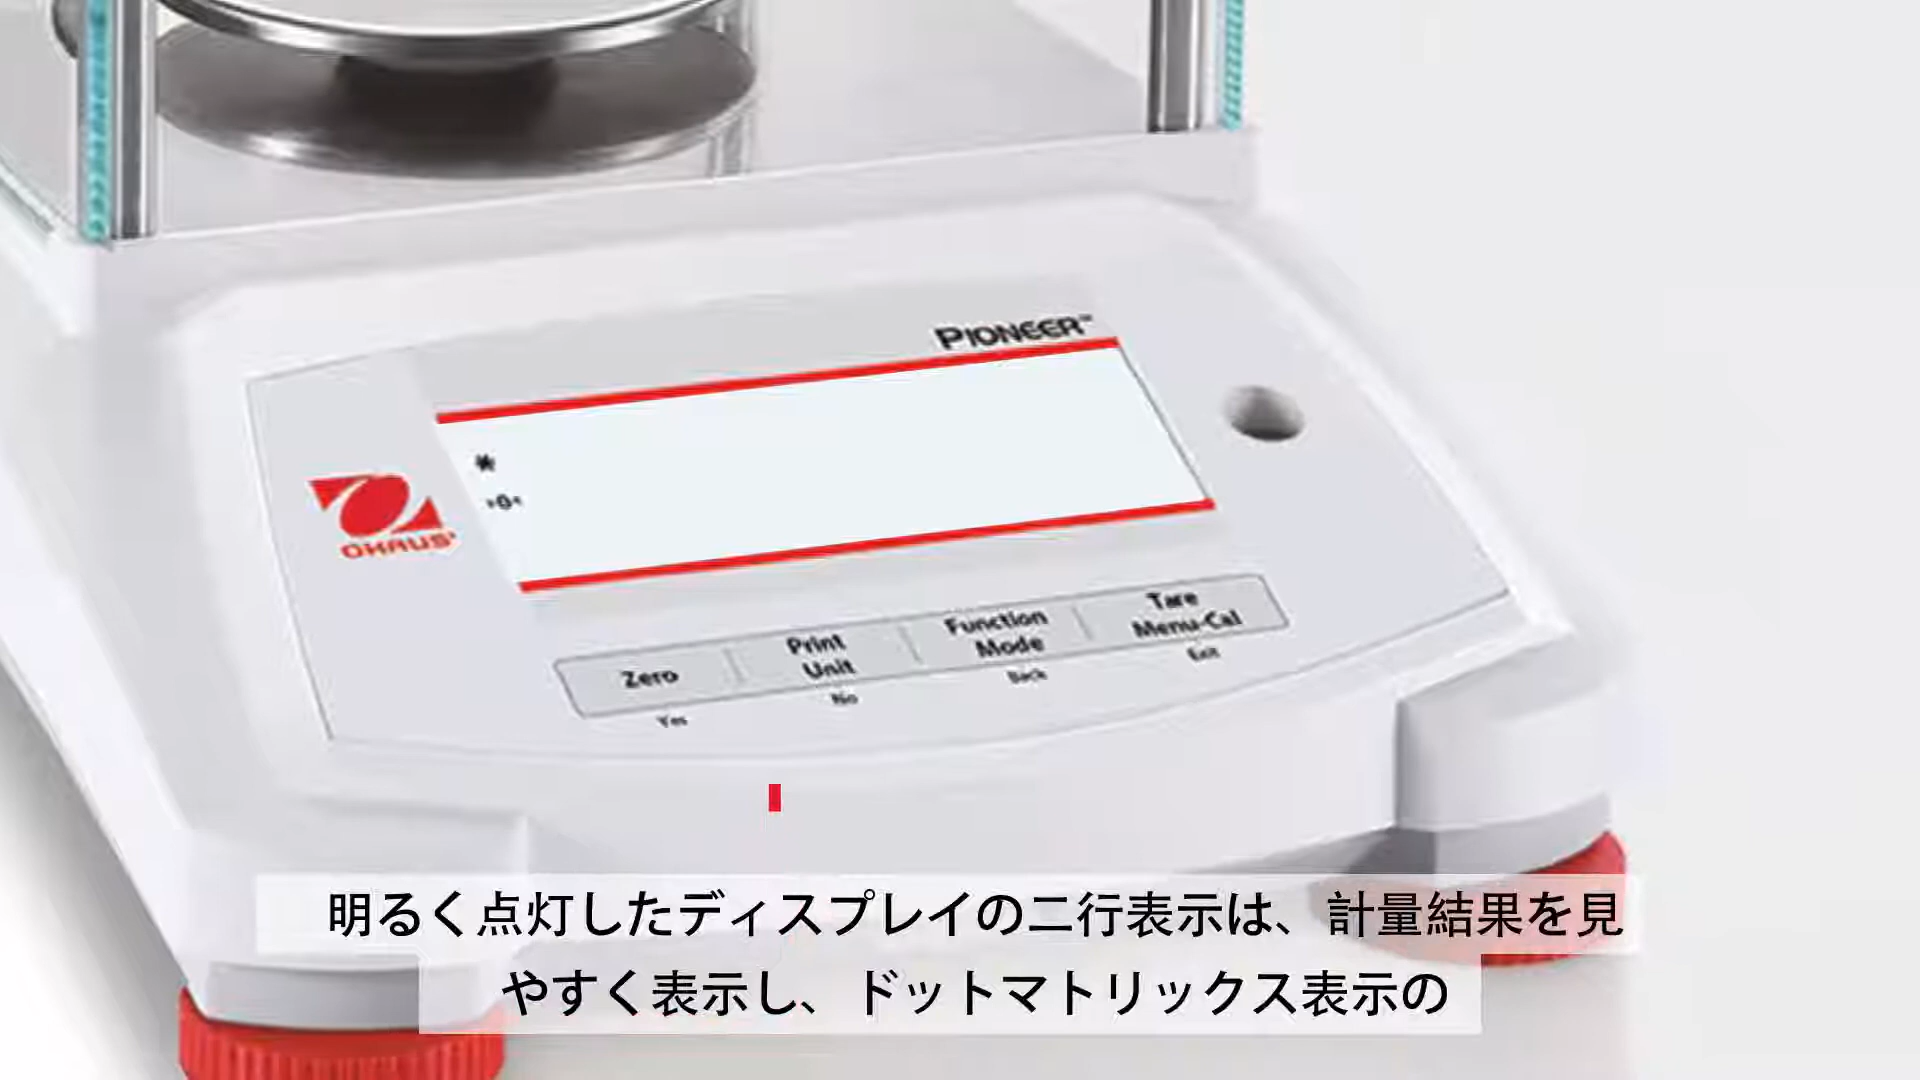 PIONEER™
*
›0‹
OHAUS®
Zero
Print
Unit
Function
Mode
Tare
Menu-Cal
Yes
No
Back
Exit
明るく点灯したディスプレイの二行表示は、計量結果を見
やすく表示し、ドットマトリックス表示の